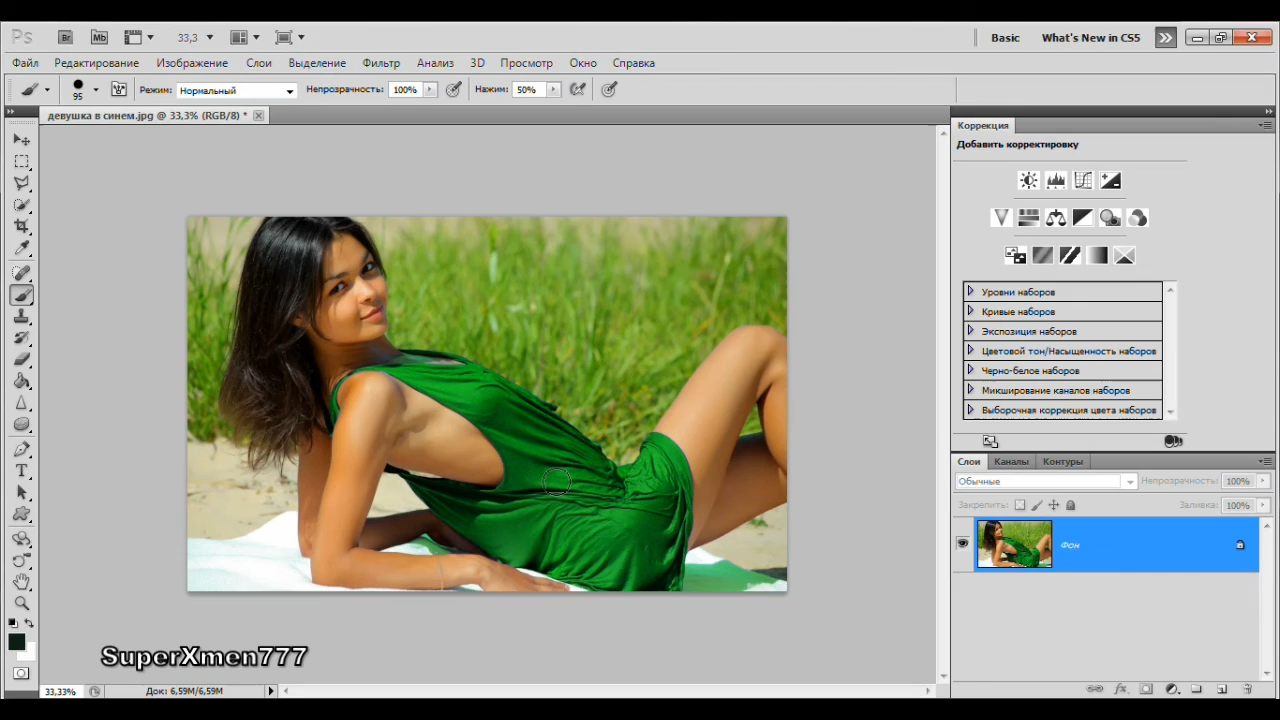 Ps Br Mb 33,3 Basic What's New in CS5
Файл Редактирование Изображение Слои Выделение Фильтр Анализ 3D Просмотр Окно Справка
95 Режим: Нормальный Непрозрачность: 100% Нажим: 50%
девушка в синем.jpg @ 33,3% (RGB/8) *
Коррекция
Добавить корректировку
Уровни наборов
Кривые наборов
Экспозиция наборов
Цветовой тон/Насыщенность наборов
Черно-белое наборов
Микширование каналов наборов
Выборочная коррекция цвета наборов
Слои Каналы Контуры
Обычные Непрозрачность: 100%
Закрепить: Заливка: 100%
Фон
SuperXmen777
33,33% Док: 6,59M/6,59M